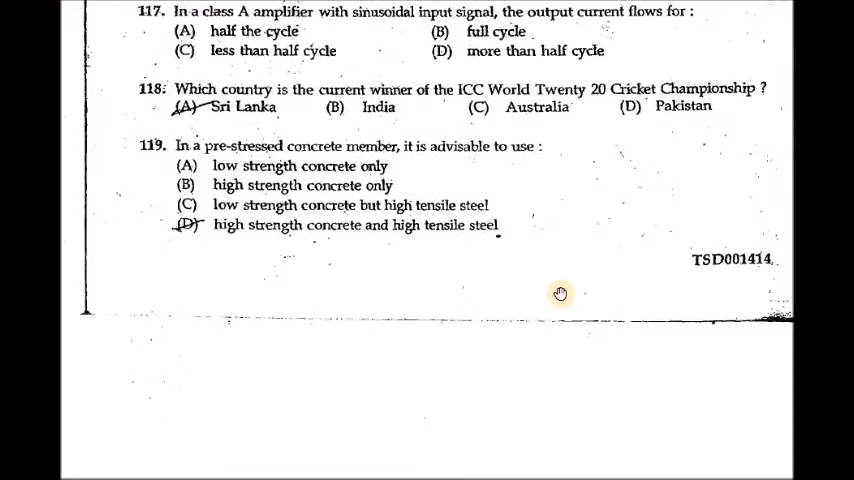 117. In a class A amplifier with sinusoidal input signal, the output current flows for :
(A) half the cycle (B) full cycle
(C) less than half cycle (D) more than half cycle
118. Which country is the current winner of the ICC World Twenty 20 Cricket Championship ?
(A) Sri Lanka (B) India (C) Australia (D) Pakistan
119. In a pre-stressed concrete member, it is advisable to use :
(A) low strength concrete only
(B) high strength concrete only
(C) low strength concrete but high tensile steel
(D) high strength concrete and high tensile steel
TSD001414